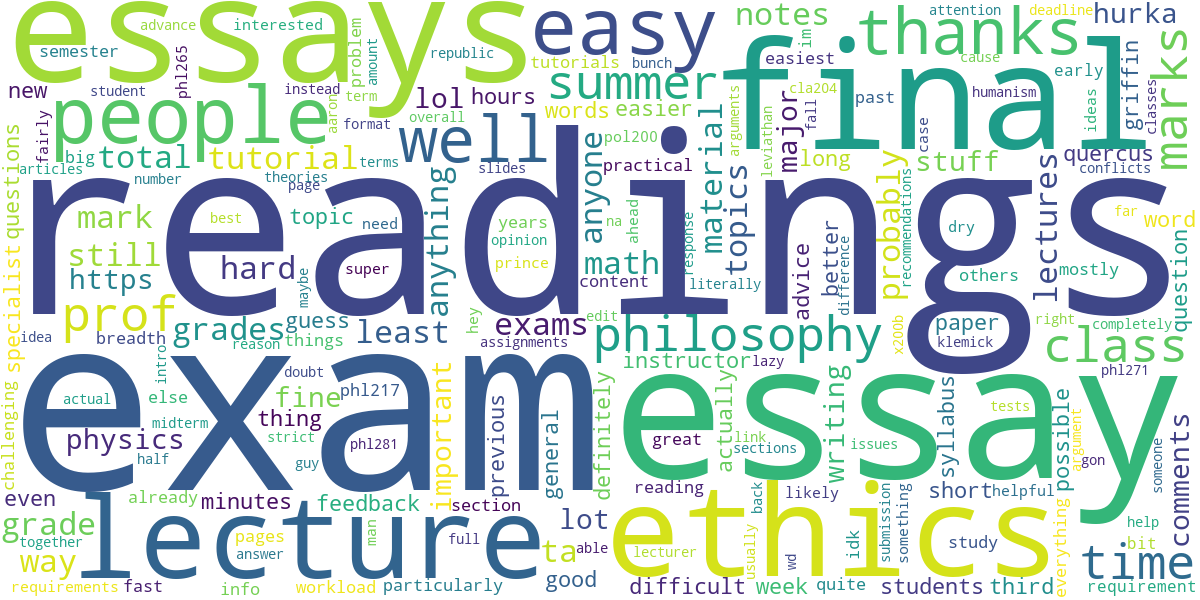 essays
advance
interested
easy
notes
attention
deadline
hurka
semester
phl265
problem
amount
republic
tutorials
bunch
thanks
im
cause
early
marks
new
student
people
instead
aaron
term
lol
hours
summer
words
easier
easiest
cla204
past
final
humanism
ideas
griffin
classes
fairly
format
overall
well
pol200
arguments
leviathan
major
fall
case
articles
big
total
tutorial
terms
slides
practical
material
long
probably
stuff
quercus
conflicts
questions
number
theories
page
anything
anyone
topics
recommendations
lectures
mark
best
topic
need
years
na
ahead
opinion
response
readings
dry
far
word
still
hard
super
prince
math
advice
better
difference
others
mostly
question
specialist
https
maybe
content
literally
prof
grades
guess
least
hey
exams
edit
philosophy
x200b
paper
right
completely
idea
breadth
reason
things
assignments
klemick
class
challenging
intro
doubt
phl217
instructor
lazy
phl271
exam
essay
actual
else
fine
important
previous
general
definitely
actually
writing
syllabus
possible
tests
argument
comments
midterm
thing
physics
strict
phl281
great
link
sections
issues
half
guy
gon
someone
even
already
minutes
feedback
section
reading
back
likely
short
helpful
help
grade
lecture
lot
ethics
idk
submission
something
everything
bit
time
together
pages
answer
man
full
ta
able
lecturer
usually
wd
study
way
good
requirements
fast
info
workload
particularly
difficult
week
quite
students
third
requirement